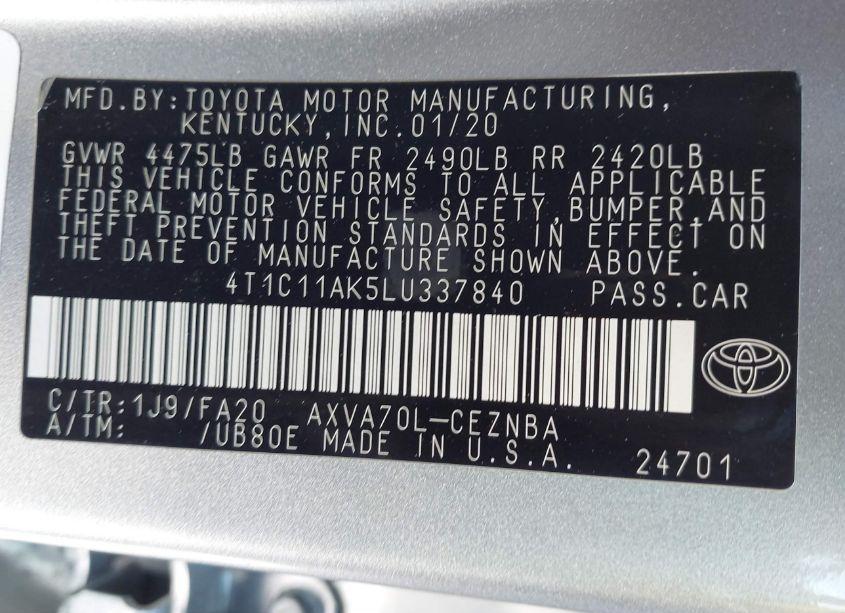 MFD.BY:TOYOTA MOTOR MANUFACTURING,
KENTUCKY,INC.01/20
GVWR 4475LB GAWR FR 2490LB RR 2420LB
THIS VEHICLE CONFORMS TO ALL APPLICABLE
FEDERAL MOTOR VEHICLE SAFETY,BUMPER,AND
THEFT PREVENTION STANDARDS IN EFFECT ON
THE DATE OF MANUFACTURE SHOWN ABOVE.
4T1C11AK5LU337840 PASS.CAR
C/TR:1J9/FA20 AXVA70L-CEZNBA
A/TM: /UB80E MADE IN U.S.A. 24701